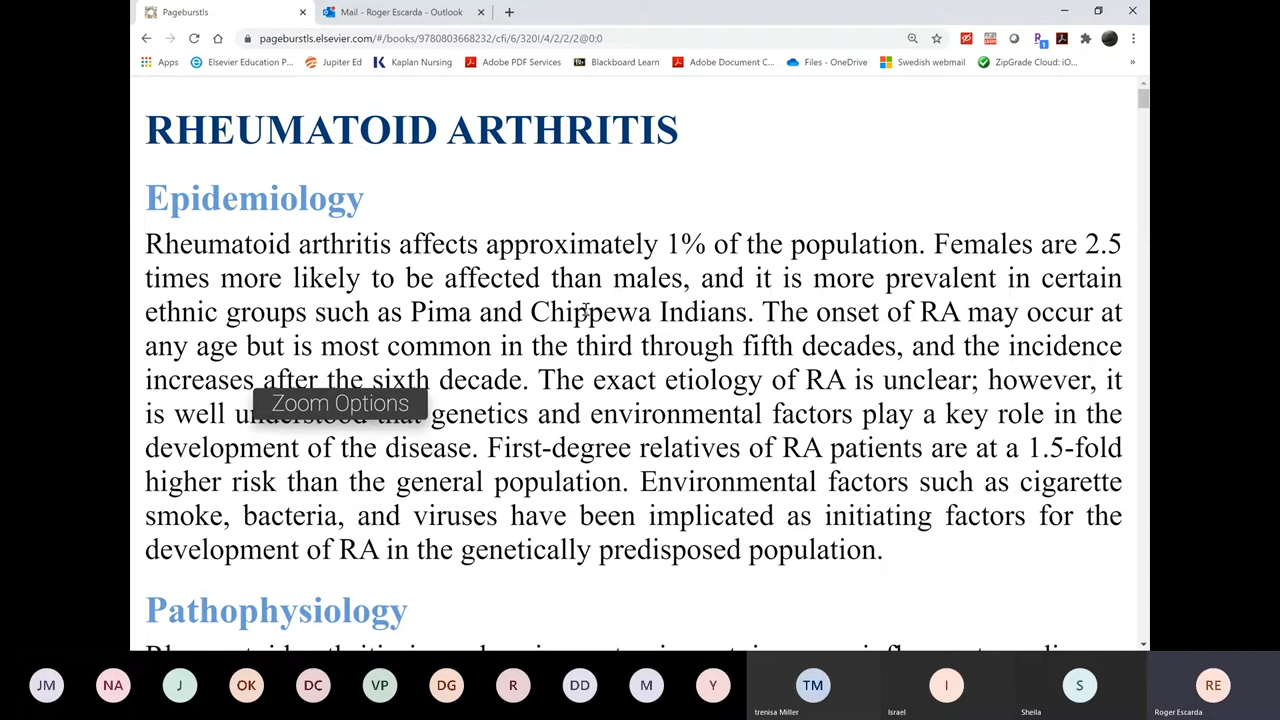 Pageburstls
Mail - Roger Escarda - Outlook
pageburstls.elsevier.com/#/books/9780803668232/cfi/6/320!/4/2/2/2@0:0
Apps
Elsevier Education P...
Jupiter Ed
Kaplan Nursing
Adobe PDF Services
Blackboard Learn
Adobe Document C...
Files - OneDrive
Swedish webmail
ZipGrade Cloud: iO...
RHEUMATOID ARTHRITIS
Epidemiology
Rheumatoid arthritis affects approximately 1% of the population. Females are 2.5
times more likely to be affected than males, and it is more prevalent in certain
ethnic groups such as Pima and Chippewa Indians. The onset of RA may occur at
any age but is most common in the third through fifth decades, and the incidence
increases after the sixth decade. The exact etiology of RA is unclear; however, it
Zoom Options
is well understood that genetics and environmental factors play a key role in the
development of the disease. First-degree relatives of RA patients are at a 1.5-fold
higher risk than the general population. Environmental factors such as cigarette
smoke, bacteria, and viruses have been implicated as initiating factors for the
development of RA in the genetically predisposed population.
Pathophysiology
JM
NA
J
OK
DC
VP
DG
R
DD
M
Y
TM
I
S
RE
trenisa Miller
Israel
Sheila
Roger Escarda